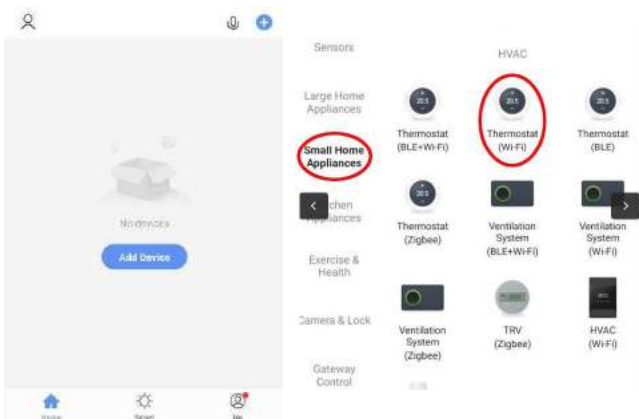 No devices
Add Device
Home
Smart
Me
Sensors
Large Home
Appliances
Small Home
Appliances
chen
Appliances
Exercise &
Health
Camera & Lock
Gateway
Control
HVAC
20.5
20.5
20.5
Thermostat
(BLE+Wi-Fi)
Thermostat
(Wi-Fi)
Thermostat
(BLE)
20.5
Thermostat
(Zigbee)
Ventilation
System
(BLE+Wi-Fi)
Ventilation
System
(Wi-Fi)
Ventilation
System
(Zigbee)
TRV
(Zigbee)
HVAC
(Wi-Fi)